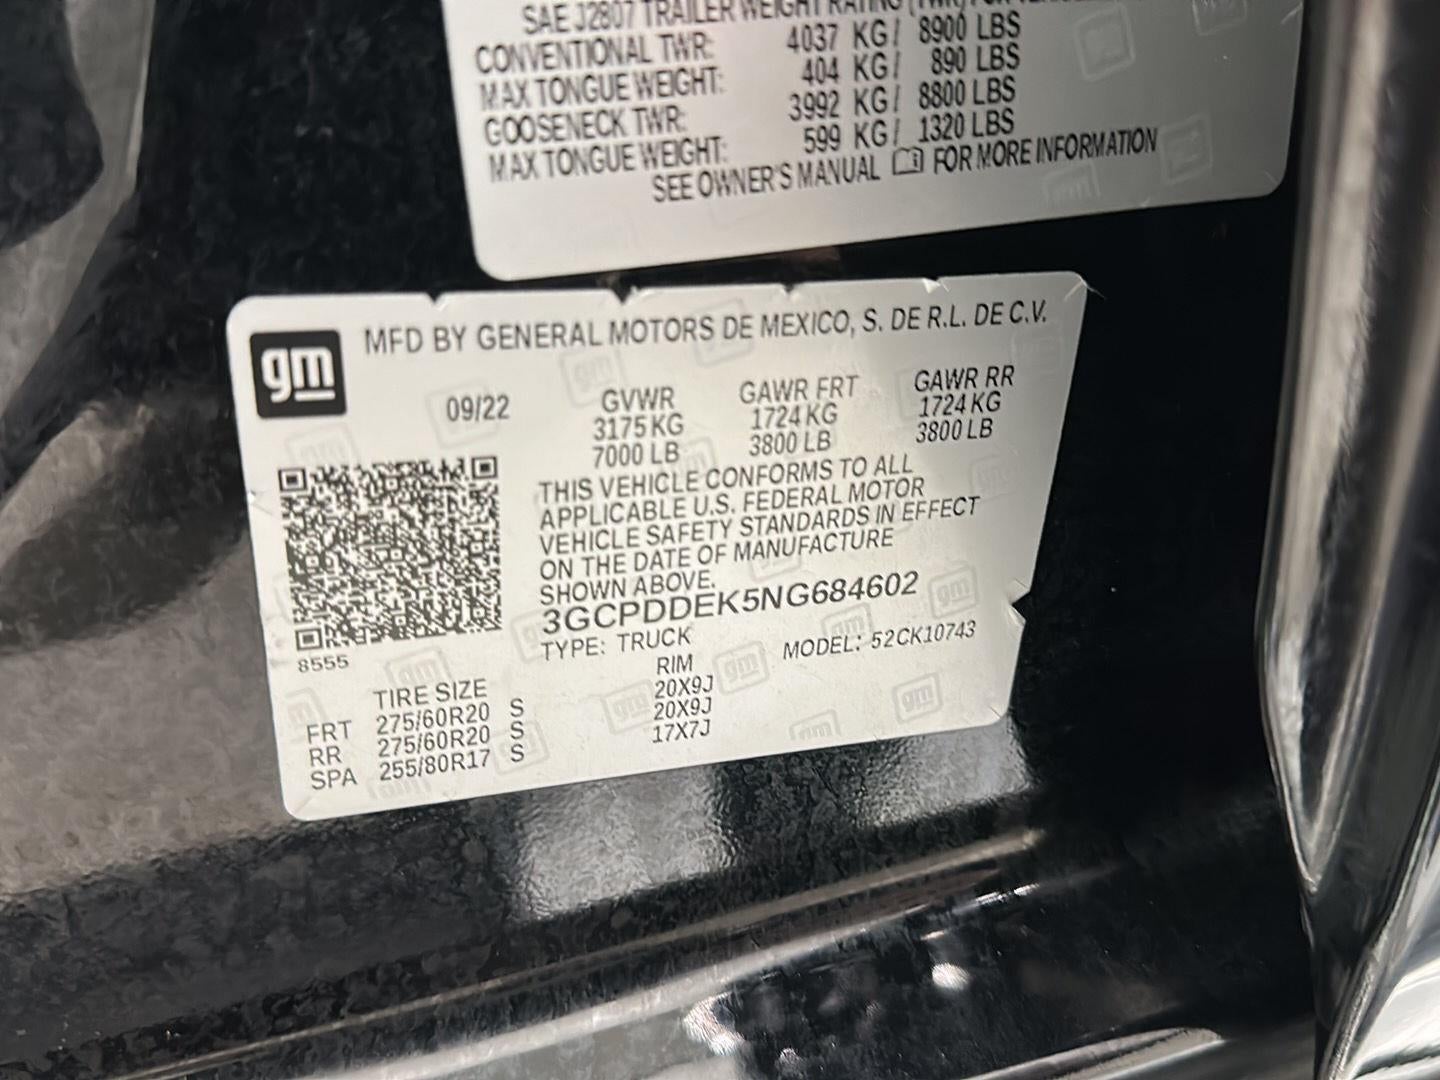 SAE J2807 TRAILER WEIGHT RATING (TWR) FOR
CONVENTIONAL TWR: 4037 KG/ 8900 LBS
MAX TONGUE WEIGHT: 404 KG/ 890 LBS
GOOSENECK TWR: 3992 KG/ 8800 LBS
MAX TONGUE WEIGHT: 599 KG/ 1320 LBS
SEE OWNER'S MANUAL FOR MORE INFORMATION
gm
MFD BY GENERAL MOTORS DE MEXICO, S. DE R.L. DE C.V.
09/22 GVWR GAWR FRT GAWR RR
3175 KG 1724 KG 1724 KG
7000 LB 3800 LB 3800 LB
THIS VEHICLE CONFORMS TO ALL
APPLICABLE U.S. FEDERAL MOTOR
VEHICLE SAFETY STANDARDS IN EFFECT
ON THE DATE OF MANUFACTURE
SHOWN ABOVE.
3GCPDDEK5NG684602
TYPE: TRUCK MODEL: 52CK10743
8555
TIRE SIZE RIM
FRT 275/60R20 S 20X9J
RR 275/60R20 S 20X9J
SPA 255/80R17 S 17X7J